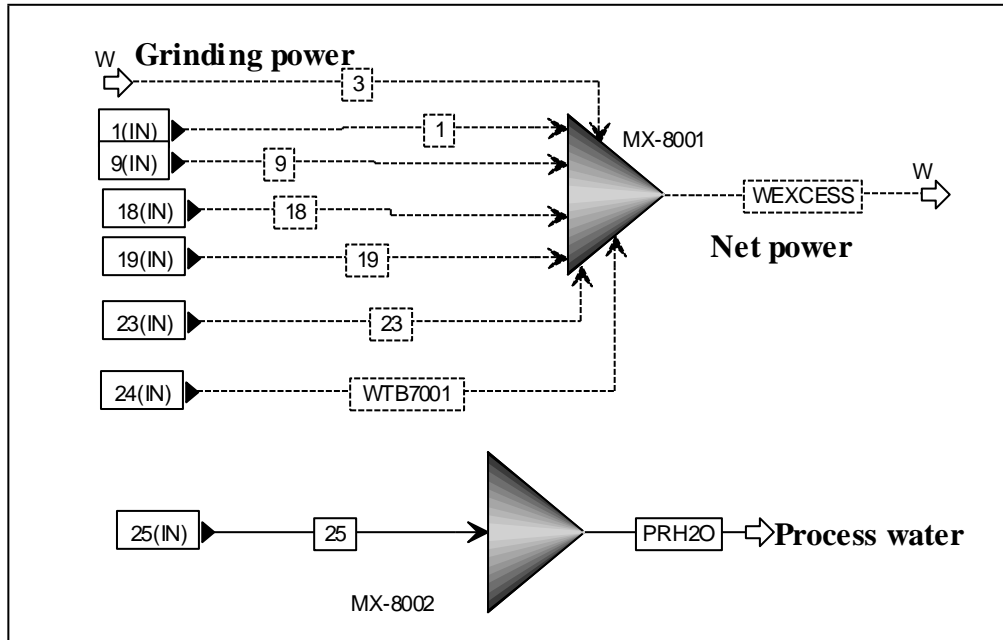 W
Grinding power
3
1(IN)
1
MX-8001
9(IN)
9
W
WEXCESS
18(IN)
18
19(IN)
19
Net power
23(IN)
23
24(IN)
WTB7001
25(IN)
25
PRH2O
Process water
MX-8002